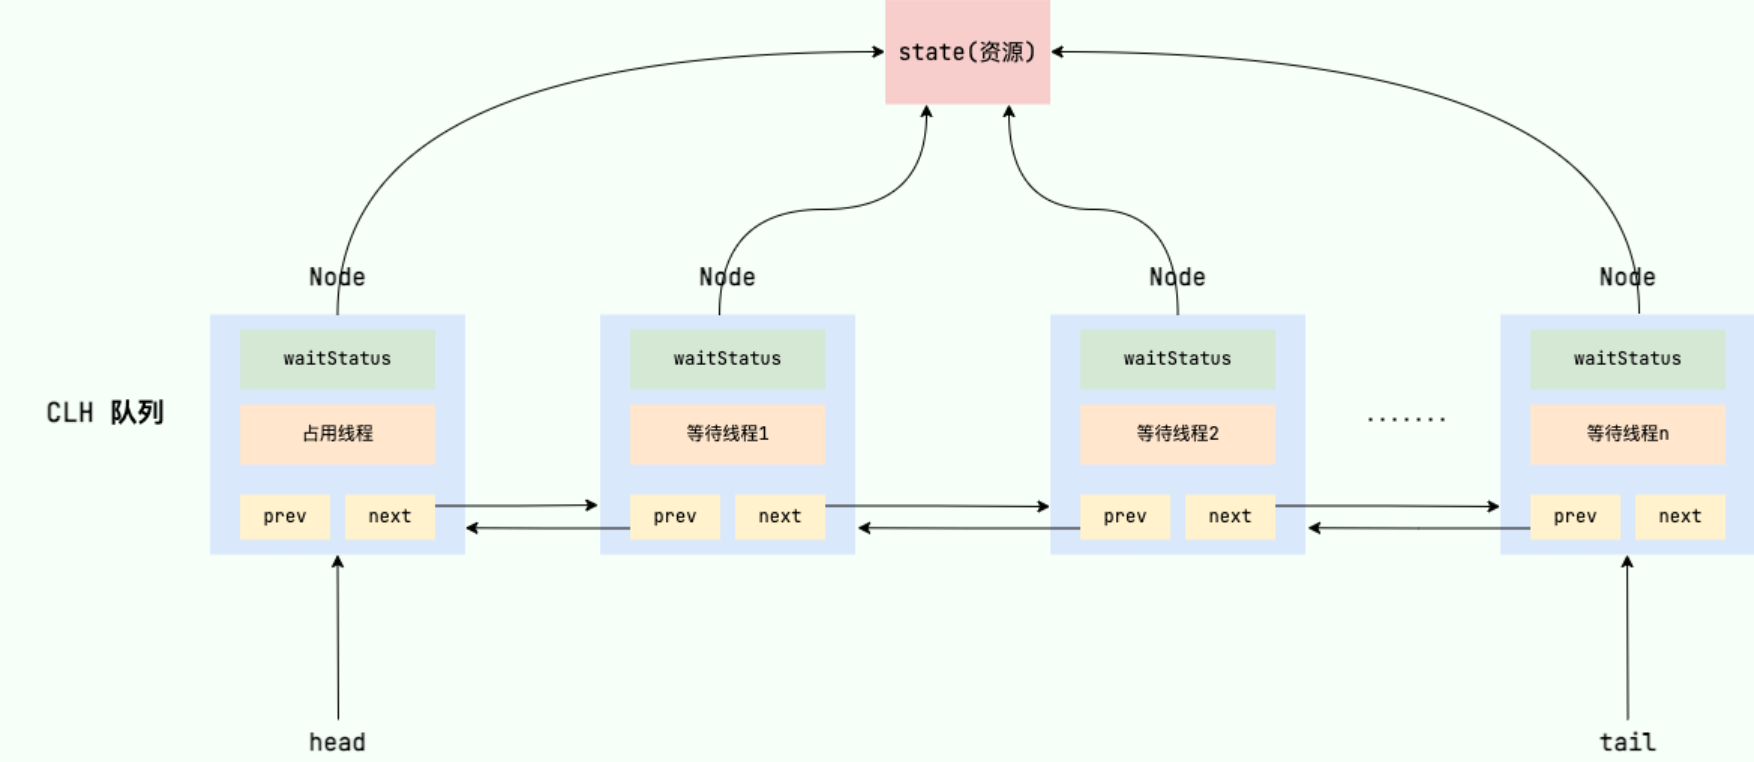 state(资源)
Node
Node
Node
Node
waitStatus
waitStatus
waitStatus
waitStatus
CLH 队列
占用线程
等待线程1
等待线程2
.......
等待线程n
prev
next
prev
next
prev
next
prev
next
head
tail